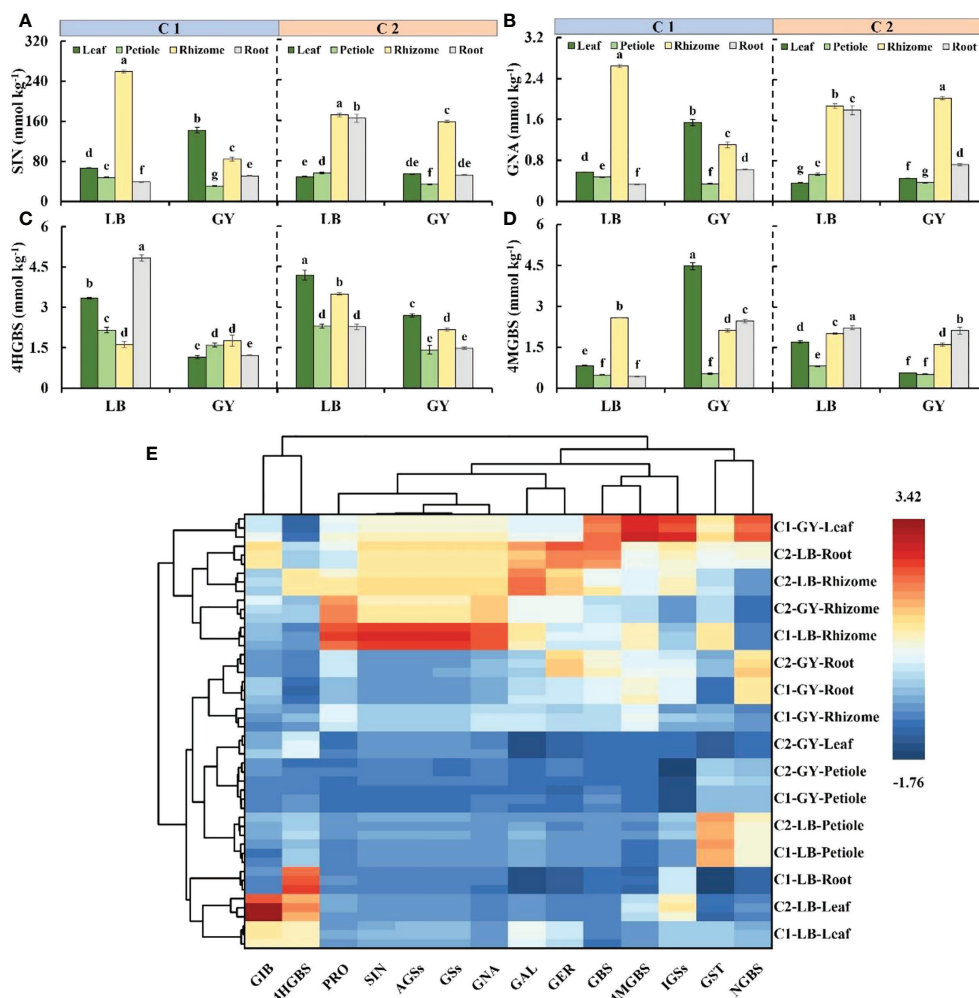 A
C 1
C 2
Leaf Petiole Rhizome Root
Leaf Petiole Rhizome Root
SIN (mmol kg⁻¹)
320
240
160
80
0
d e a f
b g d e
e d a b
de f c de
LB GY LB GY
B
C 1
C 2
Leaf Petiole Rhizome Root
Leaf Petiole Rhizome Root
GNA (mmol kg⁻¹)
3.2
2.4
1.6
0.8
0
d e a f
b f c d
g e b c
f g a d
LB GY LB GY
C
4HGBS (mmol kg⁻¹)
6
4.5
3
1.5
0
b c d a
c d d c
a d b d
c e d e
LB GY LB GY
D
4MGBS (mmol kg⁻¹)
6
4.5
3
1.5
0
e f b f
a f d c
d e c a
f f d b
LB GY LB GY
E
C1-GY-Leaf
C2-LB-Root
C2-LB-Rhizome
C2-GY-Rhizome
C1-LB-Rhizome
C2-GY-Root
C1-GY-Root
C1-GY-Rhizome
C2-GY-Leaf
C2-GY-Petiole
C1-GY-Petiole
C2-LB-Petiole
C1-LB-Petiole
C1-LB-Root
C2-LB-Leaf
C1-LB-Leaf
3.42
-1.76
GIB 4HGBS PRO SIN AGSs GSs GNA GAL GER GBS 4MGBS IGSs GST NGBS